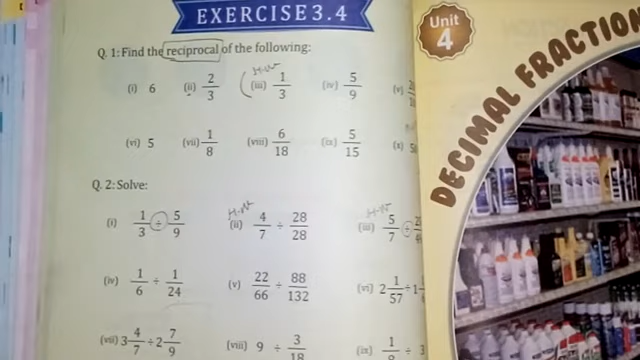 EXERCISE 3.4
Unit 4
DECIMAL FRACTION
Q. 1: Find the reciprocal of the following:
(i) 6 (ii) 2/3 H.W (iii) 1/3 (iv) 5/9 (v)
(vi) 5 (vii) 1/8 (viii) 6/18 (ix) 5/15 (x)
Q. 2: Solve:
(i) 1/3 ÷ 5/9 H.W (ii) 4/7 ÷ 28/28 H.W (iii) 5/7 ÷
(iv) 1/6 ÷ 1/24 (v) 22/66 ÷ 88/132 (vi) 2 1/57 ÷ 1
(vii) 3 4/7 ÷ 2 7/9 (viii) 9 ÷ 3/18 (ix) 1/8 ÷ 3